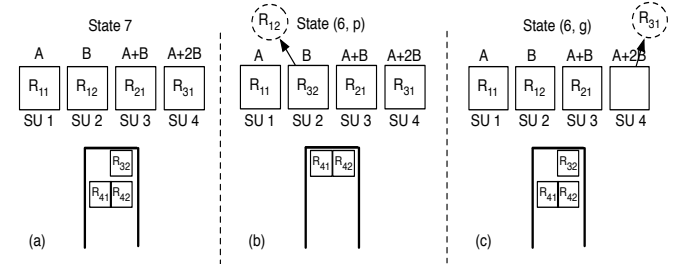 State 7
A B A+B A+2B
R11 R12 R21 R31
SU 1 SU 2 SU 3 SU 4
R32
R41 R42
(a)
R12
State (6, p)
A B A+B A+2B
R11 R32 R21 R31
SU 1 SU 2 SU 3 SU 4
R41 R42
(b)
R31
State (6, g)
A B A+B A+2B
R11 R12 R21
SU 1 SU 2 SU 3 SU 4
R32
R41 R42
(c)